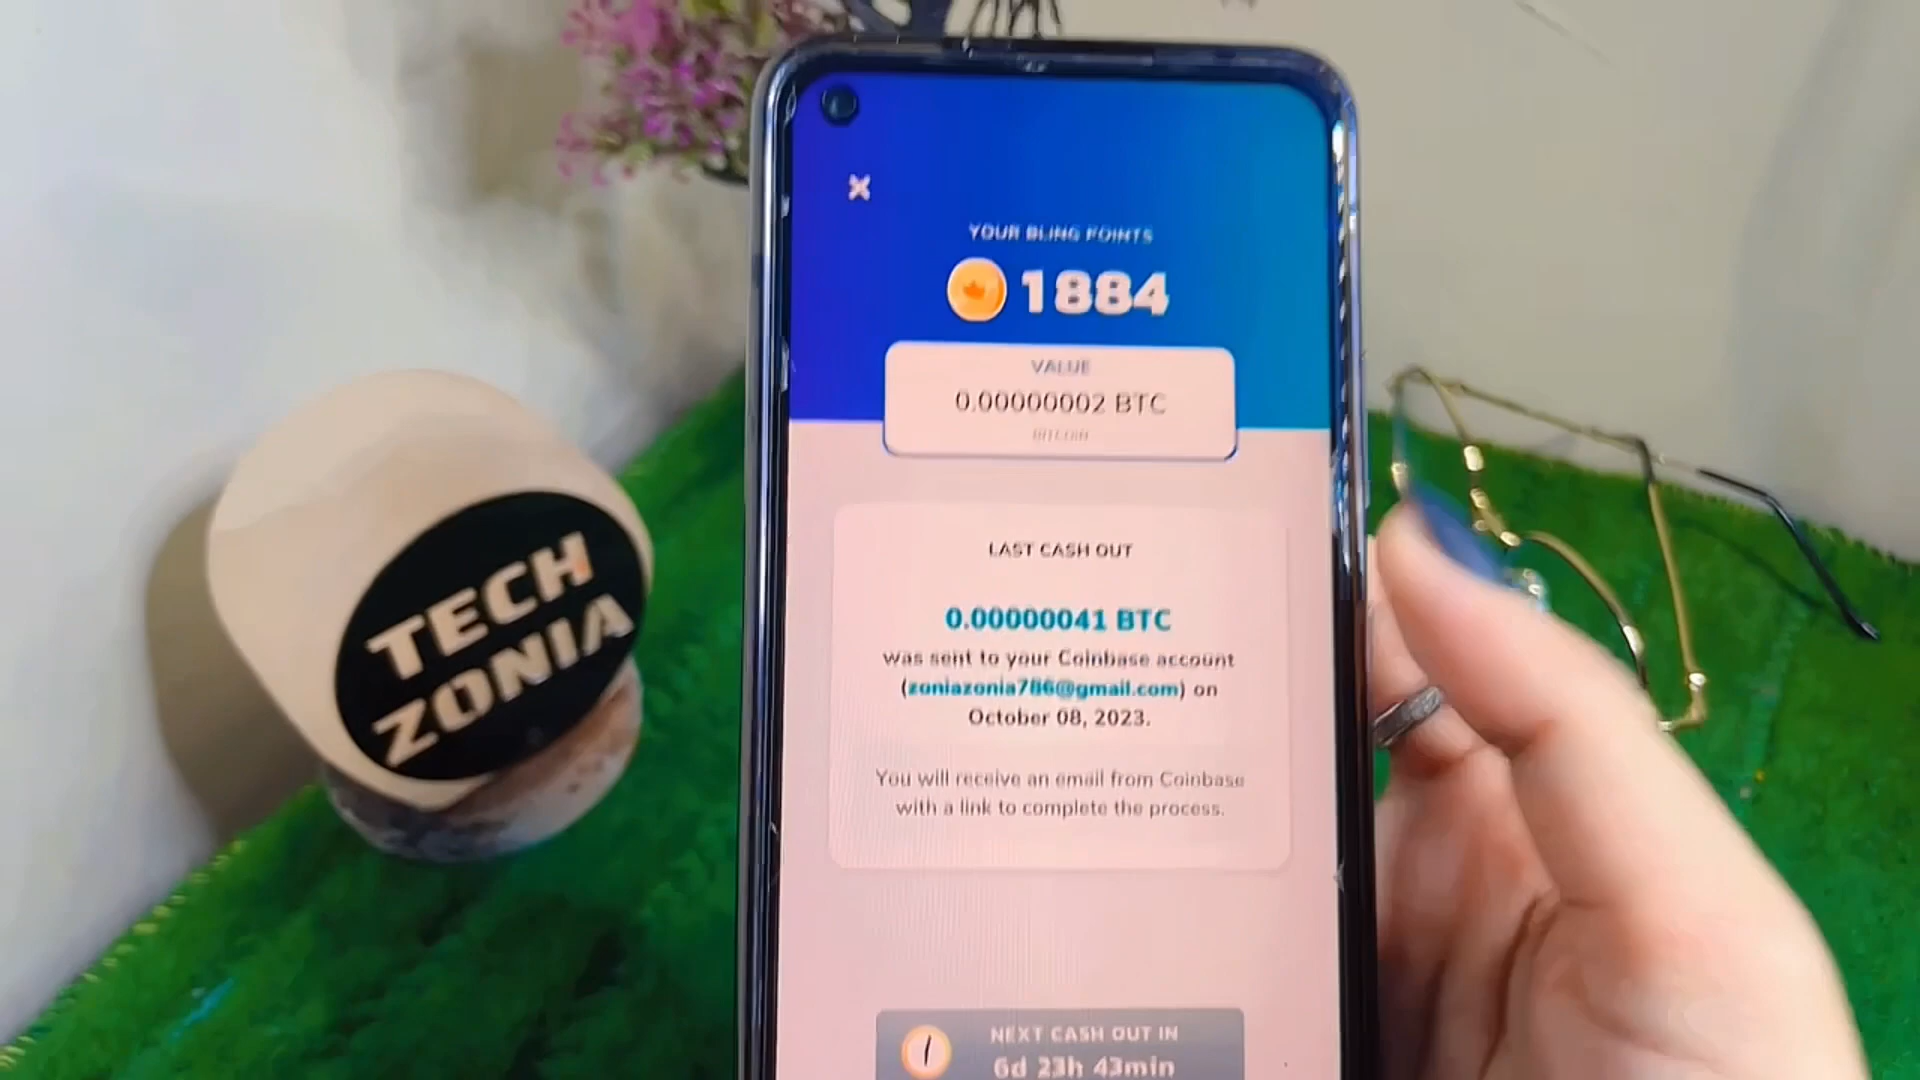 TECH
ZONIA
YOUR BLING POINTS
1884
VALUE
0.00000002 BTC
BITCOIN
LAST CASH OUT
0.00000041 BTC
was sent to your Coinbase account
(zoniazonia786@gmail.com) on
October 08, 2023.
You will receive an email from Coinbase
with a link to complete the process.
NEXT CASH OUT IN
6d 23h 43min